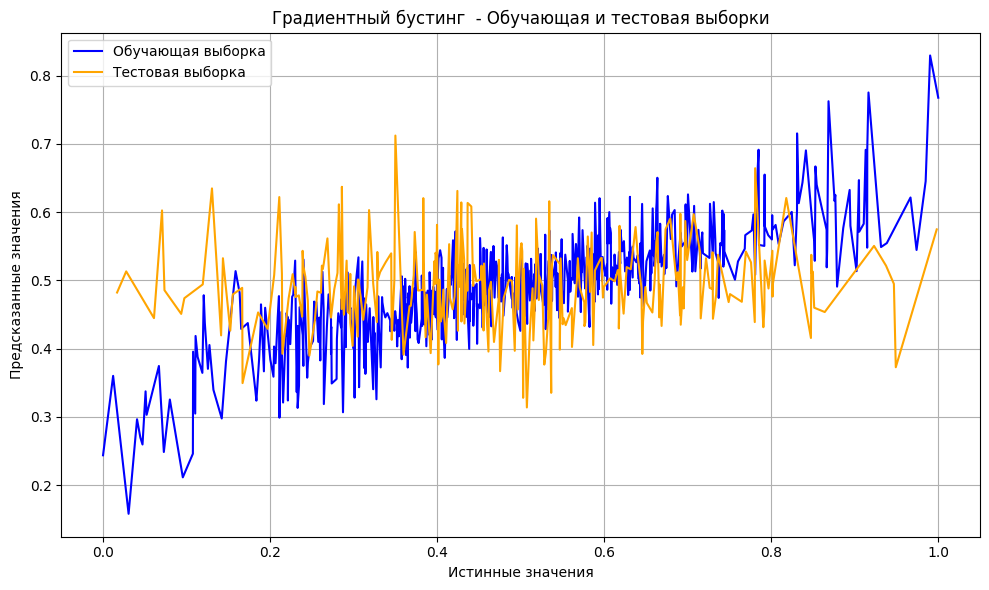 Градиентный бустинг - Обучающая и тестовая выборки
Обучающая выборка
Тестовая выборка
Предсказанные значения
0.8
0.7
0.6
0.5
0.4
0.3
0.2
0.0 0.2 0.4 0.6 0.8 1.0
Истинные значения